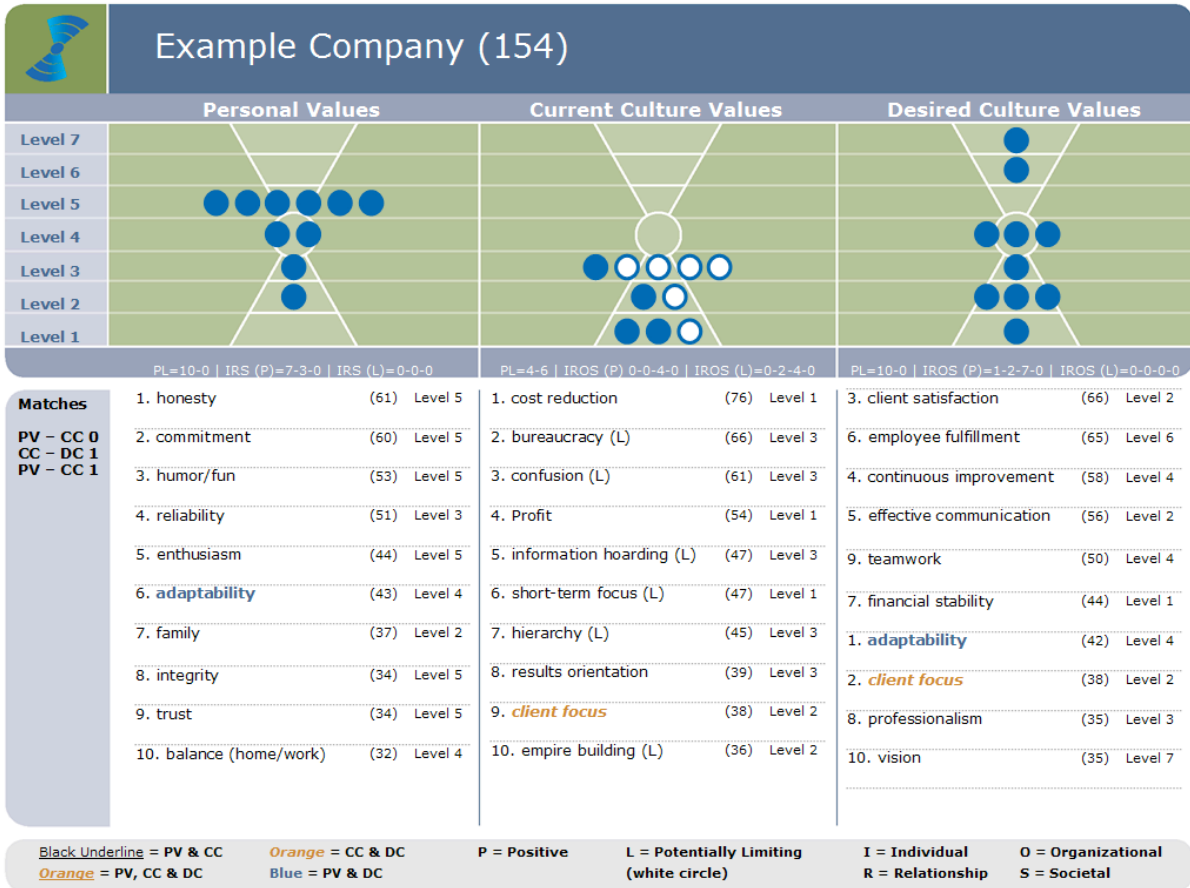 Example Company (154)
Personal Values
Current Culture Values
Desired Culture Values
Level 7
Level 6
Level 5
Level 4
Level 3
Level 2
Level 1
PL=10-0 | IRS (P)=7-3-0 | IRS (L)=0-0-0
PL=4-6 | IROS (P) 0-0-4-0 | IROS (L)=0-2-4-0
PL=10-0 | IROS (P)=1-2-7-0 | IROS (L)=0-0-0-0
Matches
PV – CC 0
CC – DC 1
PV – CC 1
1. honesty (61) Level 5
2. commitment (60) Level 5
3. humor/fun (53) Level 5
4. reliability (51) Level 3
5. enthusiasm (44) Level 5
6. adaptability (43) Level 4
7. family (37) Level 2
8. integrity (34) Level 5
9. trust (34) Level 5
10. balance (home/work) (32) Level 4
1. cost reduction (76) Level 1
2. bureaucracy (L) (66) Level 3
3. confusion (L) (61) Level 3
4. Profit (54) Level 1
5. information hoarding (L) (47) Level 3
6. short-term focus (L) (47) Level 1
7. hierarchy (L) (45) Level 3
8. results orientation (39) Level 3
9. client focus (38) Level 2
10. empire building (L) (36) Level 2
3. client satisfaction (66) Level 2
6. employee fulfillment (65) Level 6
4. continuous improvement (58) Level 4
5. effective communication (56) Level 2
9. teamwork (50) Level 4
7. financial stability (44) Level 1
1. adaptability (42) Level 4
2. client focus (38) Level 2
8. professionalism (35) Level 3
10. vision (35) Level 7
Black Underline = PV & CC
Orange = PV, CC & DC
Orange = CC & DC
Blue = PV & DC
P = Positive
L = Potentially Limiting
(white circle)
I = Individual
R = Relationship
O = Organizational
S = Societal